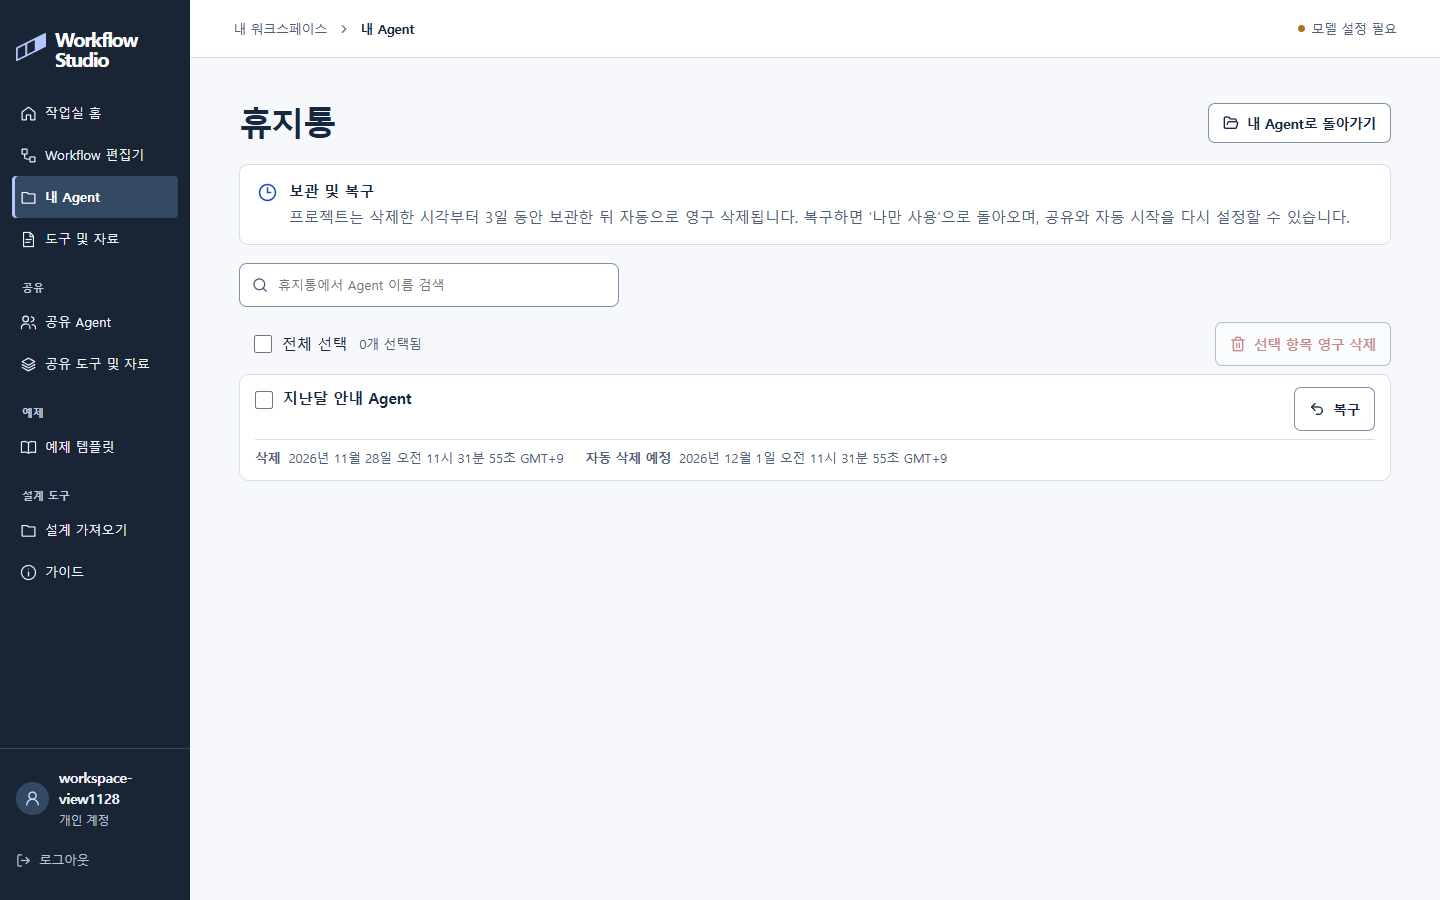 Workflow
Studio
작업실 홈
Workflow 편집기
내 Agent
도구 및 자료
공유
공유 Agent
공유 도구 및 자료
예제
예제 템플릿
설계 도구
설계 가져오기
가이드
workspace-
view1128
개인 계정
로그아웃
내 워크스페이스 > 내 Agent
모델 설정 필요
휴지통
내 Agent로 돌아가기
보관 및 복구
프로젝트는 삭제한 시각부터 3일 동안 보관한 뒤 자동으로 영구 삭제됩니다. 복구하면 ‘나만 사용’으로 돌아오며, 공유와 자동 시작을 다시 설정할 수 있습니다.
휴지통에서 Agent 이름 검색
전체 선택 0개 선택됨
선택 항목 영구 삭제
지난달 안내 Agent
복구
삭제 2026년 11월 28일 오전 11시 31분 55초 GMT+9 자동 삭제 예정 2026년 12월 1일 오전 11시 31분 55초 GMT+9